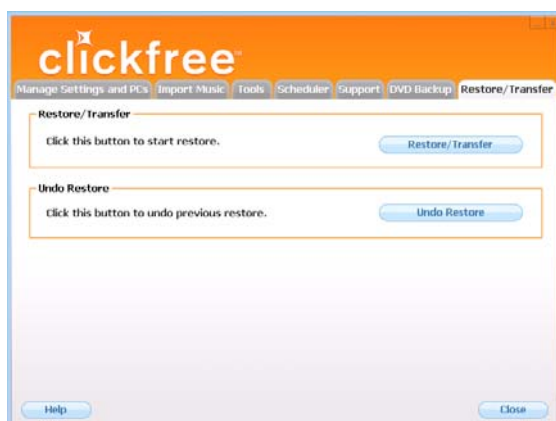 clickfree™
Manage Settings and PCs Import Music Tools Scheduler Support DVD Backup Restore/Transfer
Restore/Transfer
Click this button to start restore. Restore/Transfer
Undo Restore
Click this button to undo previous restore. Undo Restore
Help Close